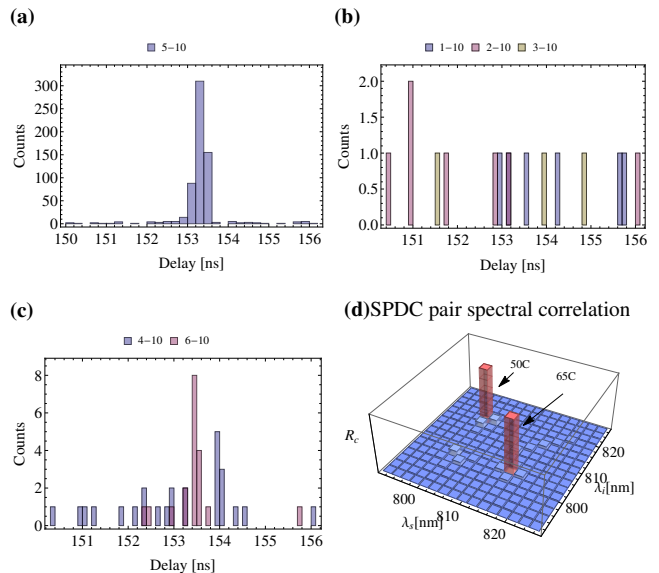 (a)
5-10
300
250
200
150
100
50
0
Counts
150 151 152 153 154 155 156
Delay [ns]
(b)
1-10 2-10 3-10
2.0
1.5
1.0
0.5
0.0
Counts
151 152 153 154 155 156
Delay [ns]
(c)
4-10 6-10
8
6
4
2
0
Counts
151 152 153 154 155 156
Delay [ns]
(d) SPDC pair spectral correlation
50C
65C
R_c
800 810 820
λ_s[nm]
800 810 820
λ_i[nm]